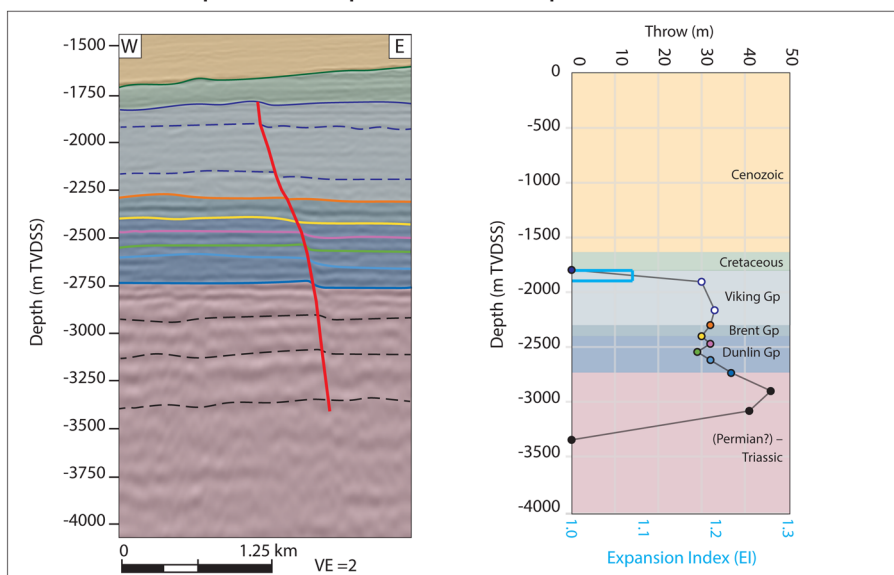 W
E
-1500
-1750
-2000
-2250
-2500
-2750
-3000
-3250
-3500
-3750
-4000
Depth (m TVDSS)
0
1.25 km
VE =2
Throw (m)
0
10
20
30
40
50
0
-500
-1000
-1500
-2000
-2500
-3000
-3500
-4000
Depth (m TVDSS)
Cenozoic
Cretaceous
Viking Gp
Brent Gp
Dunlin Gp
(Permian?) –
Triassic
1.0
1.1
1.2
1.3
Expansion Index (EI)